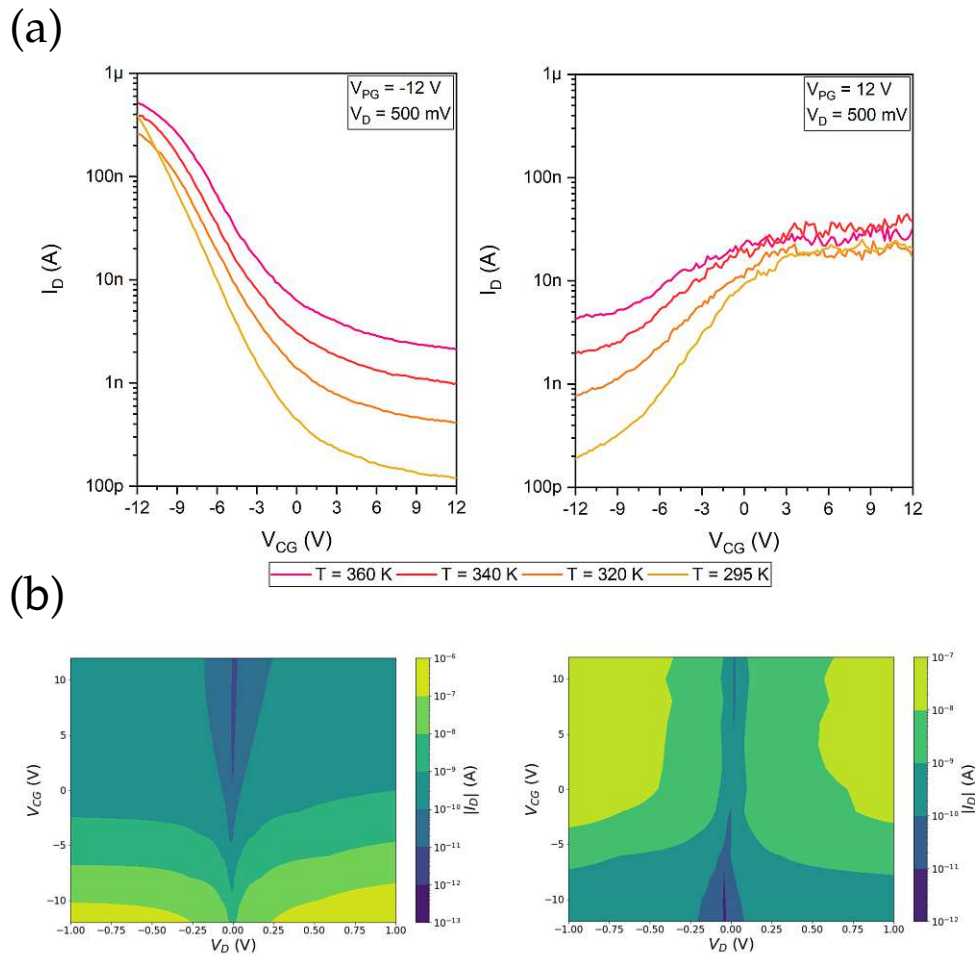 (a)
1µ
100n
10n
1n
100p
I_D (A)
-12 -9 -6 -3 0 3 6 9 12
V_CG (V)
V_PG = -12 V
V_D = 500 mV
1µ
100n
10n
1n
100p
I_D (A)
-12 -9 -6 -3 0 3 6 9 12
V_CG (V)
V_PG = 12 V
V_D = 500 mV
T = 360 K T = 340 K T = 320 K T = 295 K
(b)
10
5
0
−5
−10
V_CG (V)
−1.00 −0.75 −0.50 −0.25 0.00 0.25 0.50 0.75 1.00
V_D (V)
10⁻⁶
10⁻⁷
10⁻⁸
10⁻⁹
10⁻¹⁰
10⁻¹¹
10⁻¹²
10⁻¹³
|I_D| (A)
10
5
0
−5
−10
V_CG (V)
−1.00 −0.75 −0.50 −0.25 0.00 0.25 0.50 0.75 1.00
V_D (V)
10⁻⁷
10⁻⁸
10⁻⁹
10⁻¹⁰
10⁻¹¹
10⁻¹²
|I_D| (A)